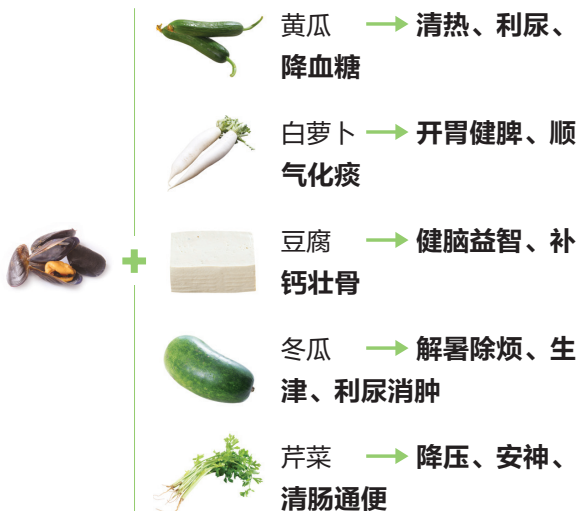 黄瓜 → 清热、利尿、
降血糖
白萝卜 → 开胃健脾、顺
气化痰
豆腐 → 健脑益智、补
钙壮骨
冬瓜 → 解暑除烦、生
津、利尿消肿
芹菜 → 降压、安神、
清肠通便